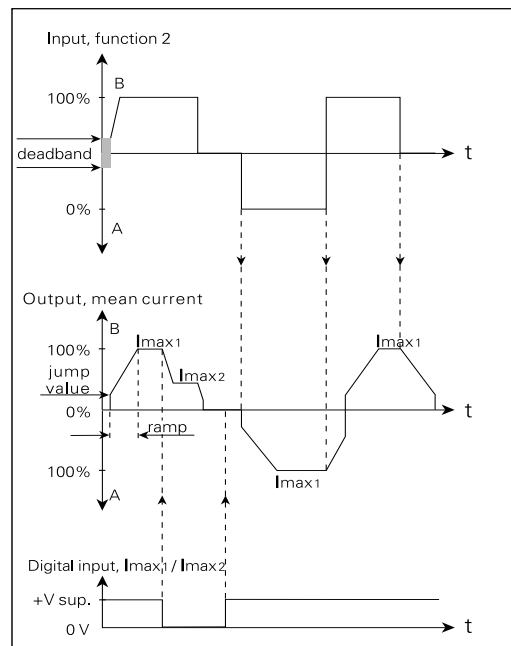 Input, function 2
B
100%
deadband
t
0%
A
Output, mean current
B
100%
Imax1
Imax1
jump
value
Imax2
0%
t
ramp
100%
Imax1
A
Digital input, Imax1 / Imax2
+V sup.
0 V
t